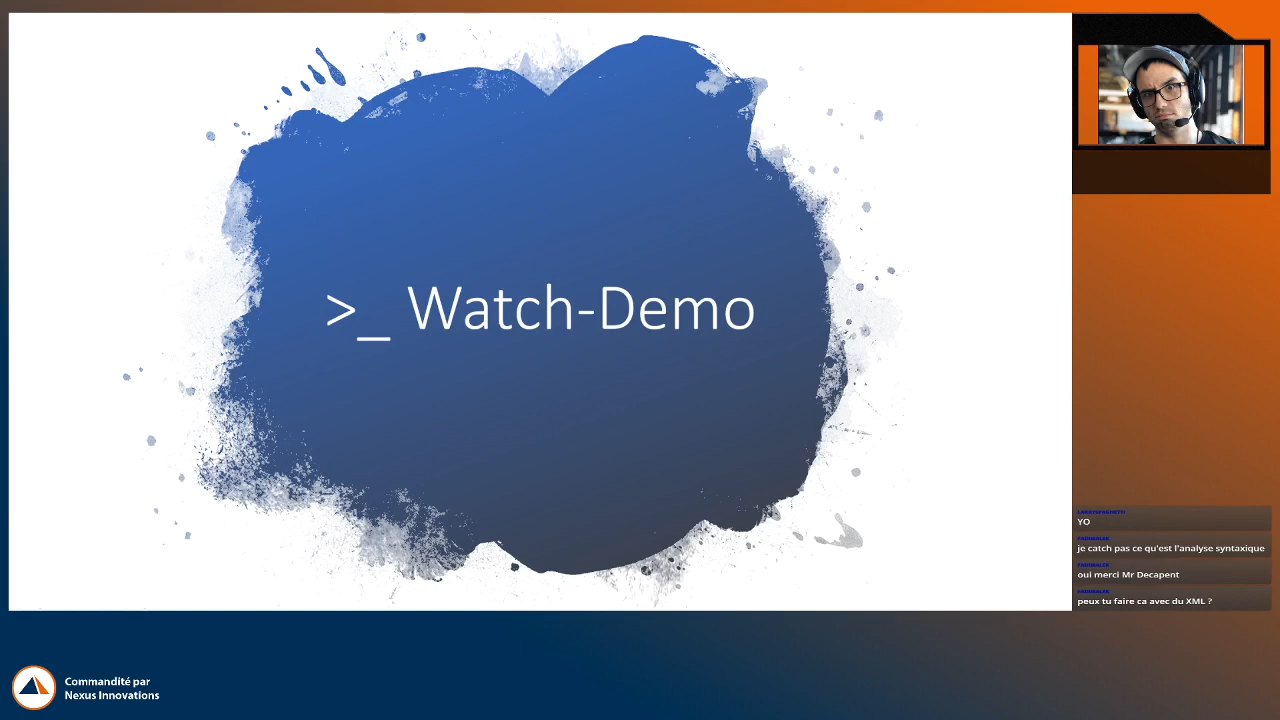 >_ Watch-Demo
YO
je catch pas ce qu'est l'analyse syntaxique
oui merci Mr Decapent
peux tu faire ca avec du XML ?
Commandité par
Nexus Innovations